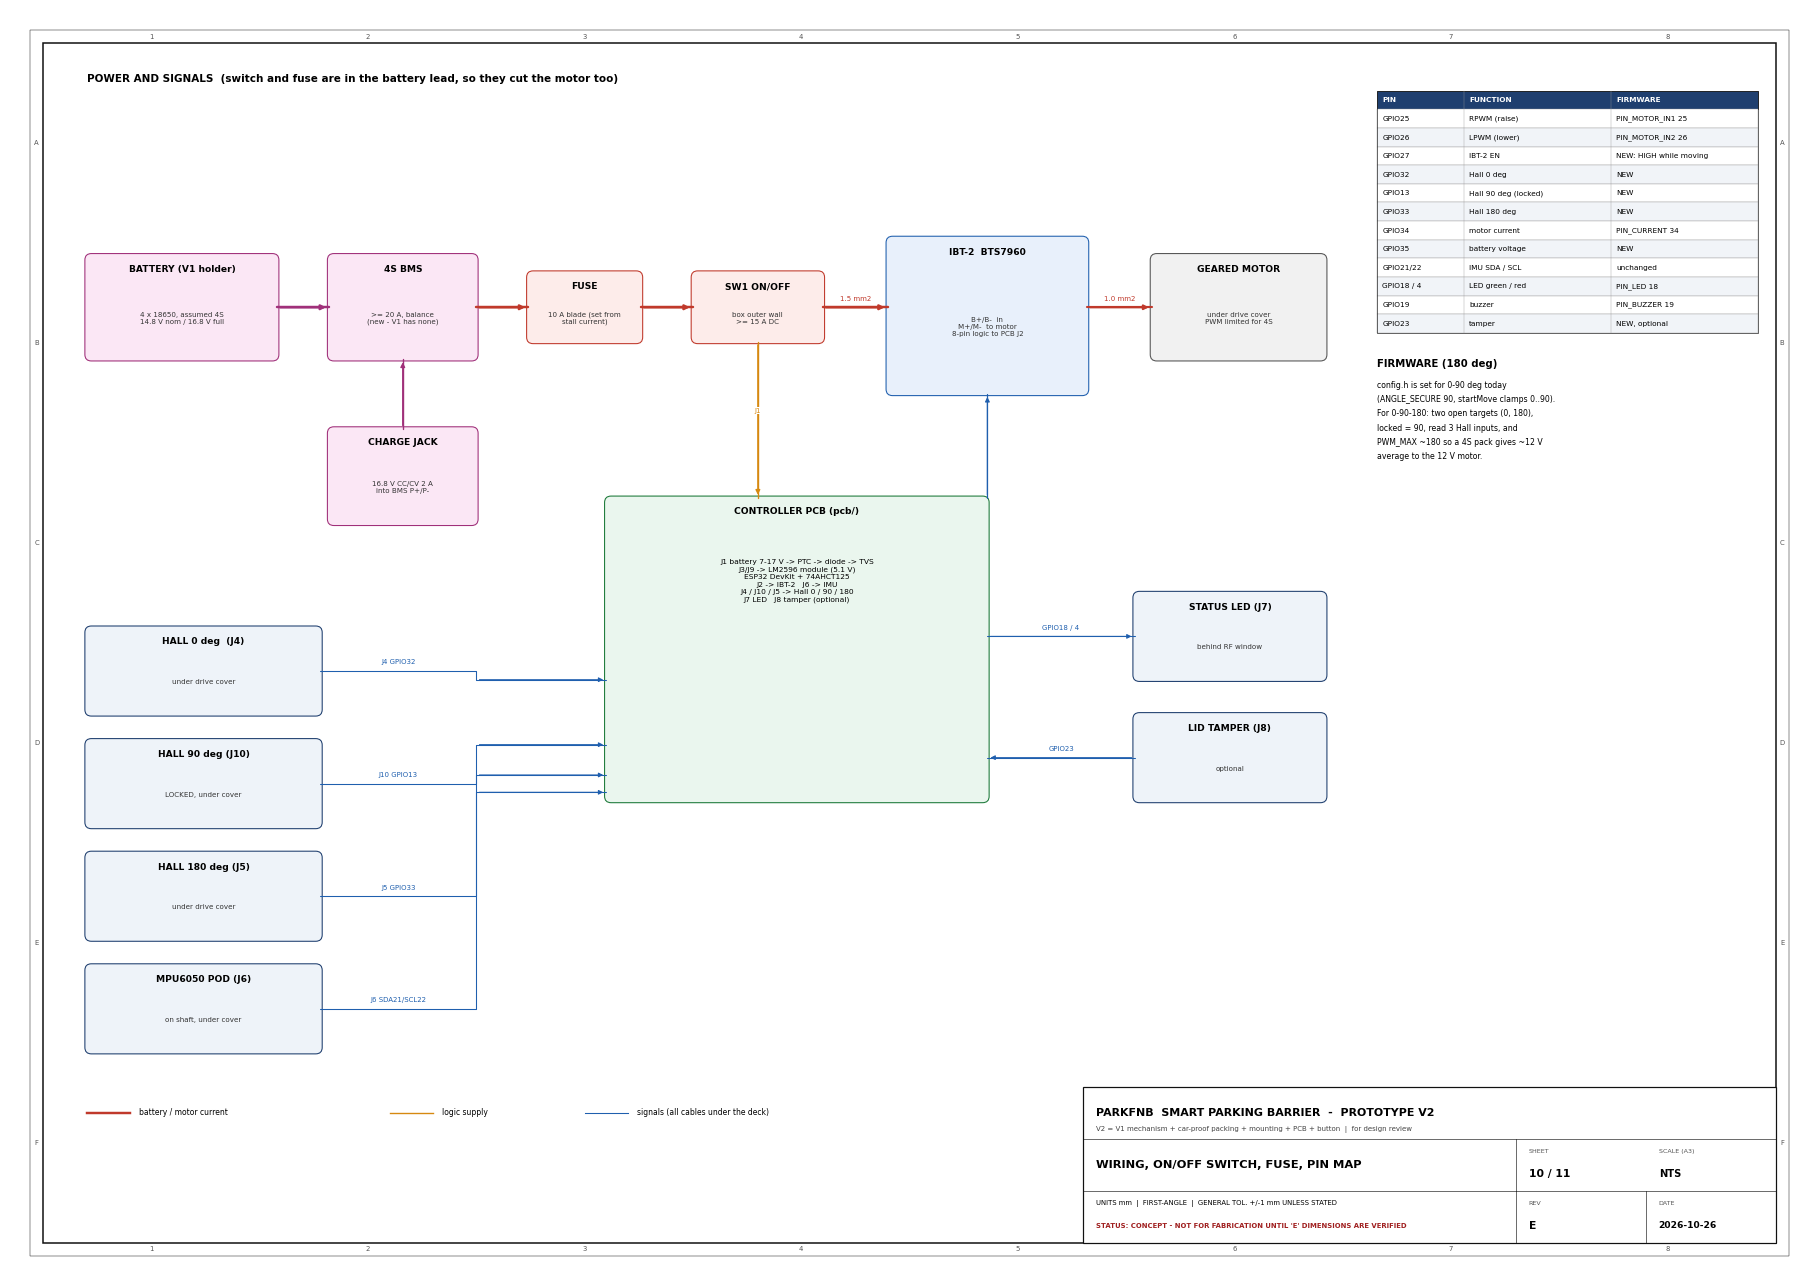 1 2 3 4 5 6 7 8
POWER AND SIGNALS  (switch and fuse are in the battery lead, so they cut the motor too)
PIN FUNCTION FIRMWARE
GPIO25 RPWM (raise) PIN_MOTOR_IN1 25
GPIO26 LPWM (lower) PIN_MOTOR_IN2 26
GPIO27 IBT-2 EN NEW: HIGH while moving
GPIO32 Hall 0 deg NEW
GPIO13 Hall 90 deg (locked) NEW
GPIO33 Hall 180 deg NEW
GPIO34 motor current PIN_CURRENT 34
GPIO35 battery voltage NEW
GPIO21/22 IMU SDA / SCL unchanged
GPIO18 / 4 LED green / red PIN_LED 18
GPIO19 buzzer PIN_BUZZER 19
GPIO23 tamper NEW, optional
A A
B B
C C
D D
E E
F F
BATTERY (V1 holder)
4 x 18650, assumed 4S
14.8 V nom / 16.8 V full
4S BMS
>= 20 A, balance
(new - V1 has none)
FUSE
10 A blade (set from
stall current)
SW1 ON/OFF
box outer wall
>= 15 A DC
1.5 mm2
IBT-2  BTS7960
B+/B-  in
M+/M-  to motor
8-pin logic to PCB J2
1.0 mm2
GEARED MOTOR
under drive cover
PWM limited for 4S
FIRMWARE (180 deg)
config.h is set for 0-90 deg today
(ANGLE_SECURE 90, startMove clamps 0..90).
For 0-90-180: two open targets (0, 180),
locked = 90, read 3 Hall inputs, and
PWM_MAX ~180 so a 4S pack gives ~12 V
average to the 12 V motor.
J1
CHARGE JACK
16.8 V CC/CV 2 A
into BMS P+/P-
CONTROLLER PCB (pcb/)
J1 battery 7-17 V -> PTC -> diode -> TVS
J3/J9 -> LM2596 module (5.1 V)
ESP32 DevKit + 74AHCT125
J2 -> IBT-2   J6 -> IMU
J4 / J10 / J5 -> Hall 0 / 90 / 180
J7 LED   J8 tamper (optional)
HALL 0 deg  (J4)
under drive cover
J4 GPIO32
HALL 90 deg (J10)
LOCKED, under cover
J10 GPIO13
HALL 180 deg (J5)
under drive cover
J5 GPIO33
MPU6050 POD (J6)
on shaft, under cover
J6 SDA21/SCL22
GPIO18 / 4
STATUS LED (J7)
behind RF window
GPIO23
LID TAMPER (J8)
optional
battery / motor current
logic supply
signals (all cables under the deck)
PARKFNB  SMART PARKING BARRIER  -  PROTOTYPE V2
V2 = V1 mechanism + car-proof packing + mounting + PCB + button  |  for design review
WIRING, ON/OFF SWITCH, FUSE, PIN MAP
SHEET
10 / 11
SCALE (A3)
NTS
UNITS mm  |  FIRST-ANGLE  |  GENERAL TOL. +/-1 mm UNLESS STATED
STATUS: CONCEPT - NOT FOR FABRICATION UNTIL 'E' DIMENSIONS ARE VERIFIED
REV
E
DATE
2026-10-26
1 2 3 4 5 6 7 8